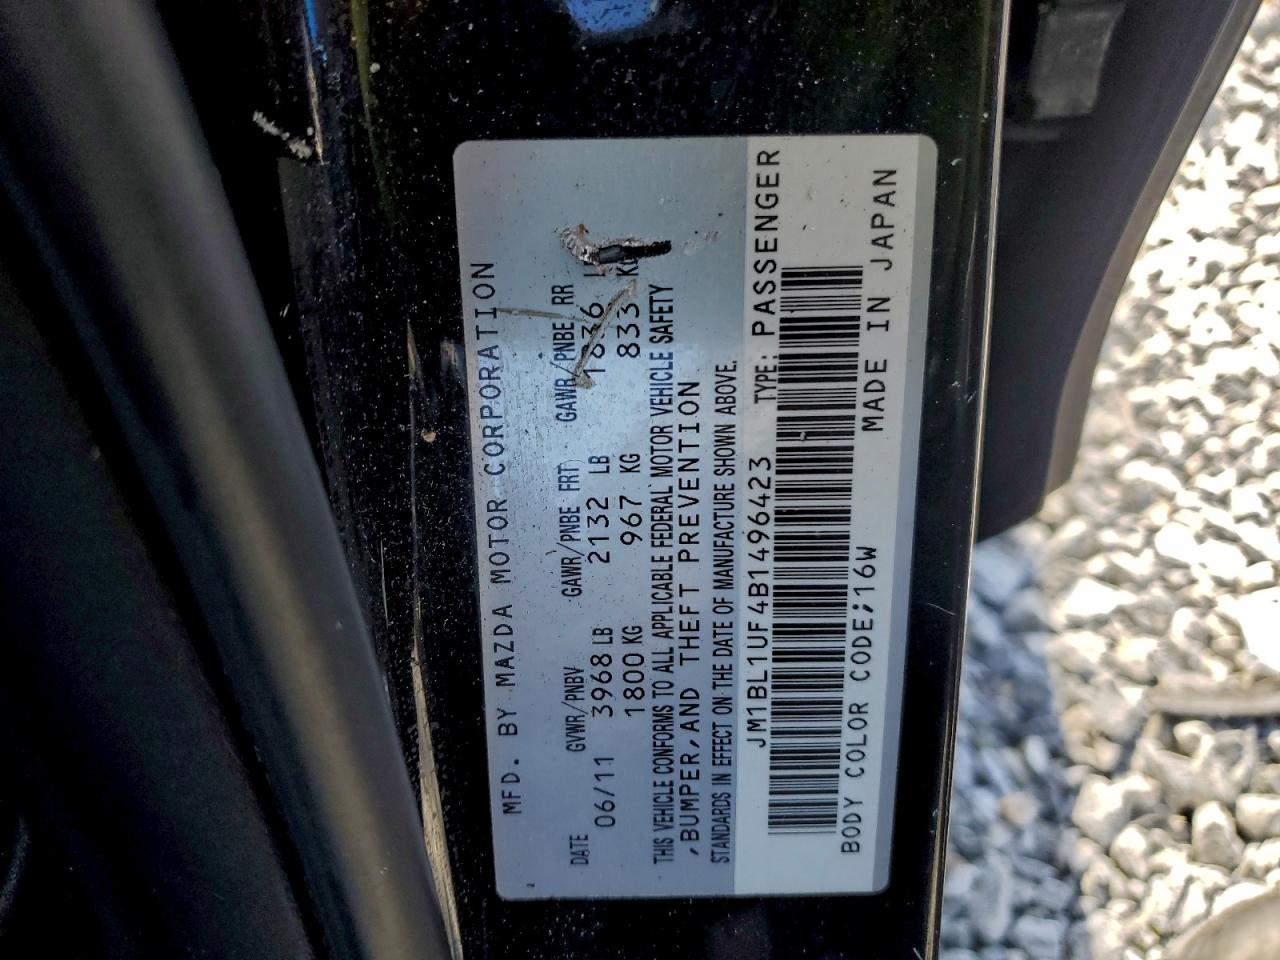 MFD. BY MAZDA MOTOR CORPORATION
DATE GVWR/PNBV GAWR/PNBE FRT GAWR/PNBE RR
06/11 3968 LB 2132 LB 1836
1800 KG 967 KG 833 KG
THIS VEHICLE CONFORMS TO ALL APPLICABLE FEDERAL MOTOR VEHICLE SAFETY
,BUMPER,AND THEFT PREVENTION
STANDARDS IN EFFECT ON THE DATE OF MANUFACTURE SHOWN ABOVE.
JM1BL1UF4B1496423 TYPE: PASSENGER
BODY COLOR CODE;16W MADE IN JAPAN